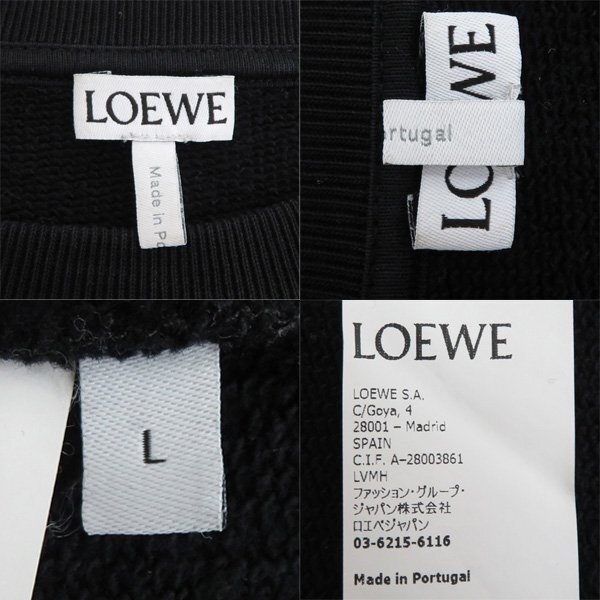 LOEWE
Made in Po
ortugal
LOEWE
L
LOEWE
LOEWE S.A.
C/Goya, 4
28001 – Madrid
SPAIN
C.I.F. A-28003861
LVMH
ファッション・グループ・
ジャパン株式会社
ロエベジャパン
03-6215-6116
Made in Portugal